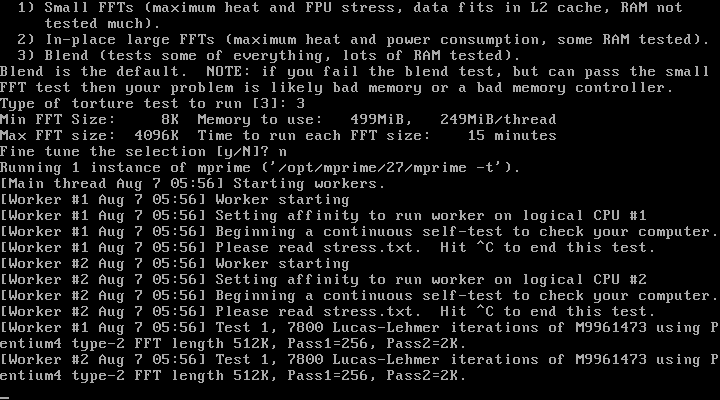 1) Small FFTs (maximum heat and FPU stress, data fits in L2 cache, RAM not
tested much).
2) In-place large FFTs (maximum heat and power consumption, some RAM tested).
3) Blend (tests some of everything, lots of RAM tested).
Blend is the default.  NOTE: if you fail the blend test, but can pass the small
FFT test then your problem is likely bad memory or a bad memory controller.
Type of torture test to run [3]: 3
Min FFT Size:    8K  Memory to use:   499MiB,   249MiB/thread
Max FFT size:  4096K  Time to run each FFT size:    15 minutes
Fine tune the selection [y/N]? n
Running 1 instance of mprime ('/opt/mprime/27/mprime -t').
[Main thread Aug 7 05:56] Starting workers.
[Worker #1 Aug 7 05:56] Worker starting
[Worker #1 Aug 7 05:56] Setting affinity to run worker on logical CPU #1
[Worker #1 Aug 7 05:56] Beginning a continuous self-test to check your computer.
[Worker #1 Aug 7 05:56] Please read stress.txt.  Hit ^C to end this test.
[Worker #2 Aug 7 05:56] Worker starting
[Worker #2 Aug 7 05:56] Setting affinity to run worker on logical CPU #2
[Worker #2 Aug 7 05:56] Beginning a continuous self-test to check your computer.
[Worker #2 Aug 7 05:56] Please read stress.txt.  Hit ^C to end this test.
[Worker #1 Aug 7 05:56] Test 1, 7800 Lucas-Lehmer iterations of M9961473 using P
entium4 type-2 FFT length 512K, Pass1=256, Pass2=2K.
[Worker #2 Aug 7 05:56] Test 1, 7800 Lucas-Lehmer iterations of M9961473 using P
entium4 type-2 FFT length 512K, Pass1=256, Pass2=2K.